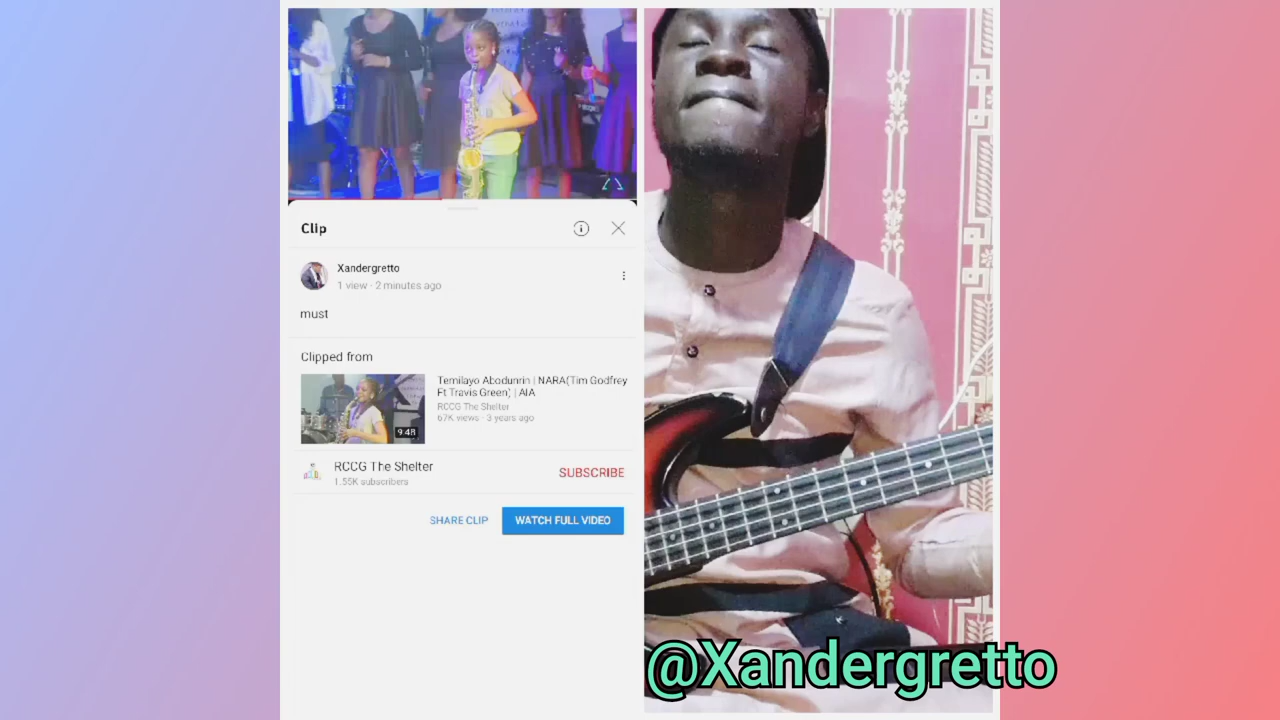 Clip
Xandergretto
1 view · 2 minutes ago
must
Clipped from
Temilayo Abodunrin | NARA(Tim Godfrey
Ft Travis Green) | AIA
RCCG The Shelter
67K views · 3 years ago
9:48
RCCG The Shelter
1.55K subscribers
SUBSCRIBE
SHARE CLIP
WATCH FULL VIDEO
@Xandergretto